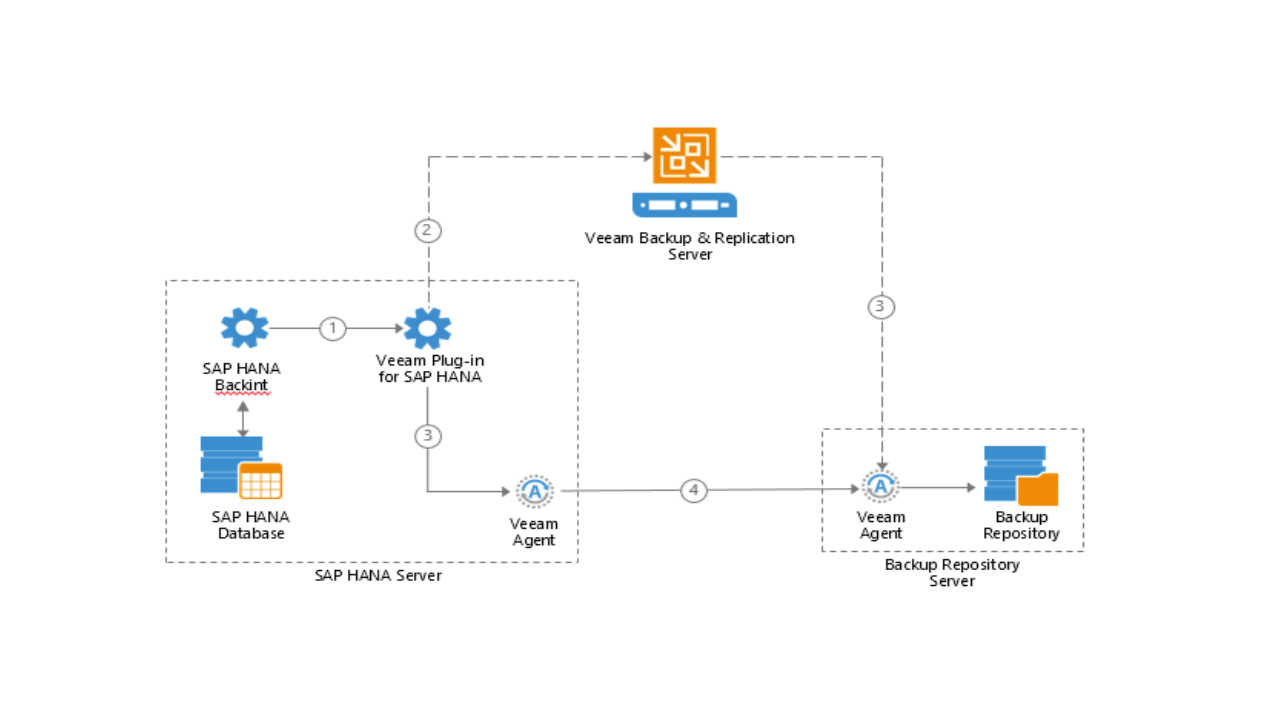 Veeam Backup & Replication
Server
2
3
1
SAP HANA
Backint
Veeam Plug-in
for SAP HANA
3
4
SAP HANA
Database
Veeam
Agent
SAP HANA Server
Veeam
Agent
Backup
Repository
Backup Repository
Server